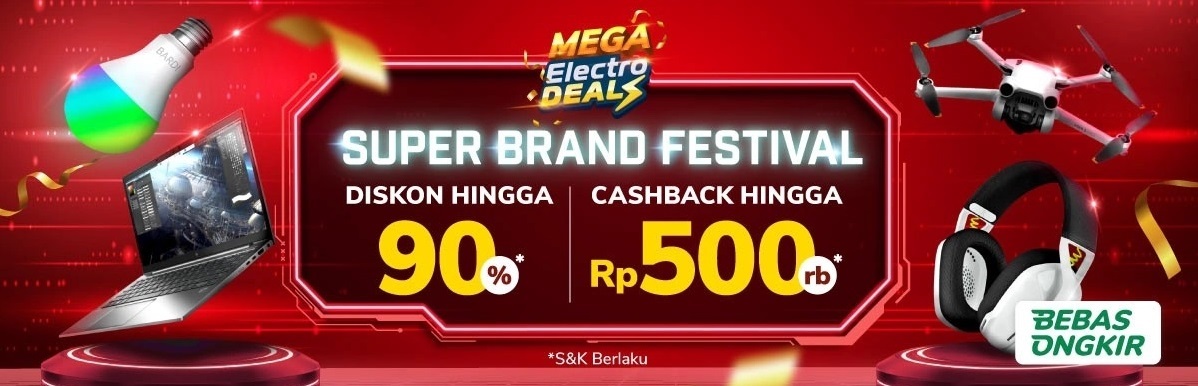 MEGA
Electro
DEALS
BARDI
SUPER BRAND FESTIVAL
DISKON HINGGA
90%*
CASHBACK HINGGA
Rp500rb*
BEBAS
ONGKIR
*S&K Berlaku